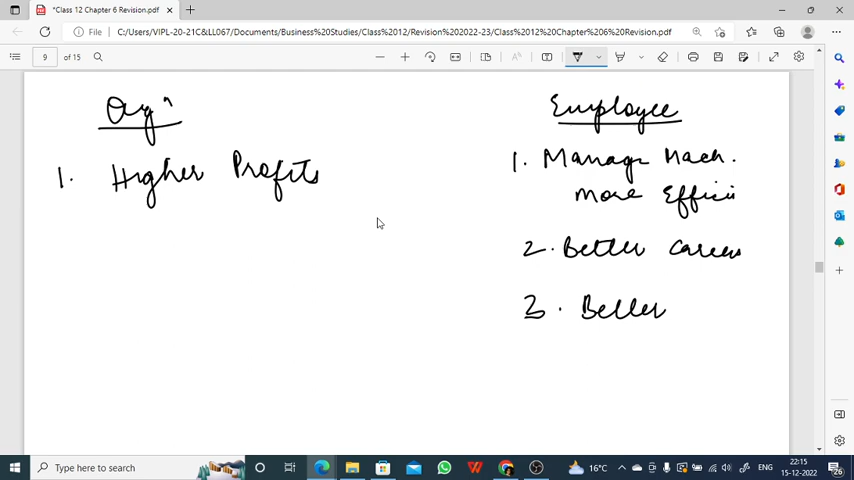 *Class 12 Chapter 6 Revision.pdf
File
C:/Users/VIPL-20-21C&LL067/Documents/Business%20Studies/Class%2012/Revision%202022-23/Class%2012%20Chapter%206%20Revision.pdf
9 of 15
Orgn
1. Higher Profits
Employee
1. Manage Mach.
more Effici
2. Better Career
3. Better
Type here to search
16°C
ENG
22:15
15-12-2022
26